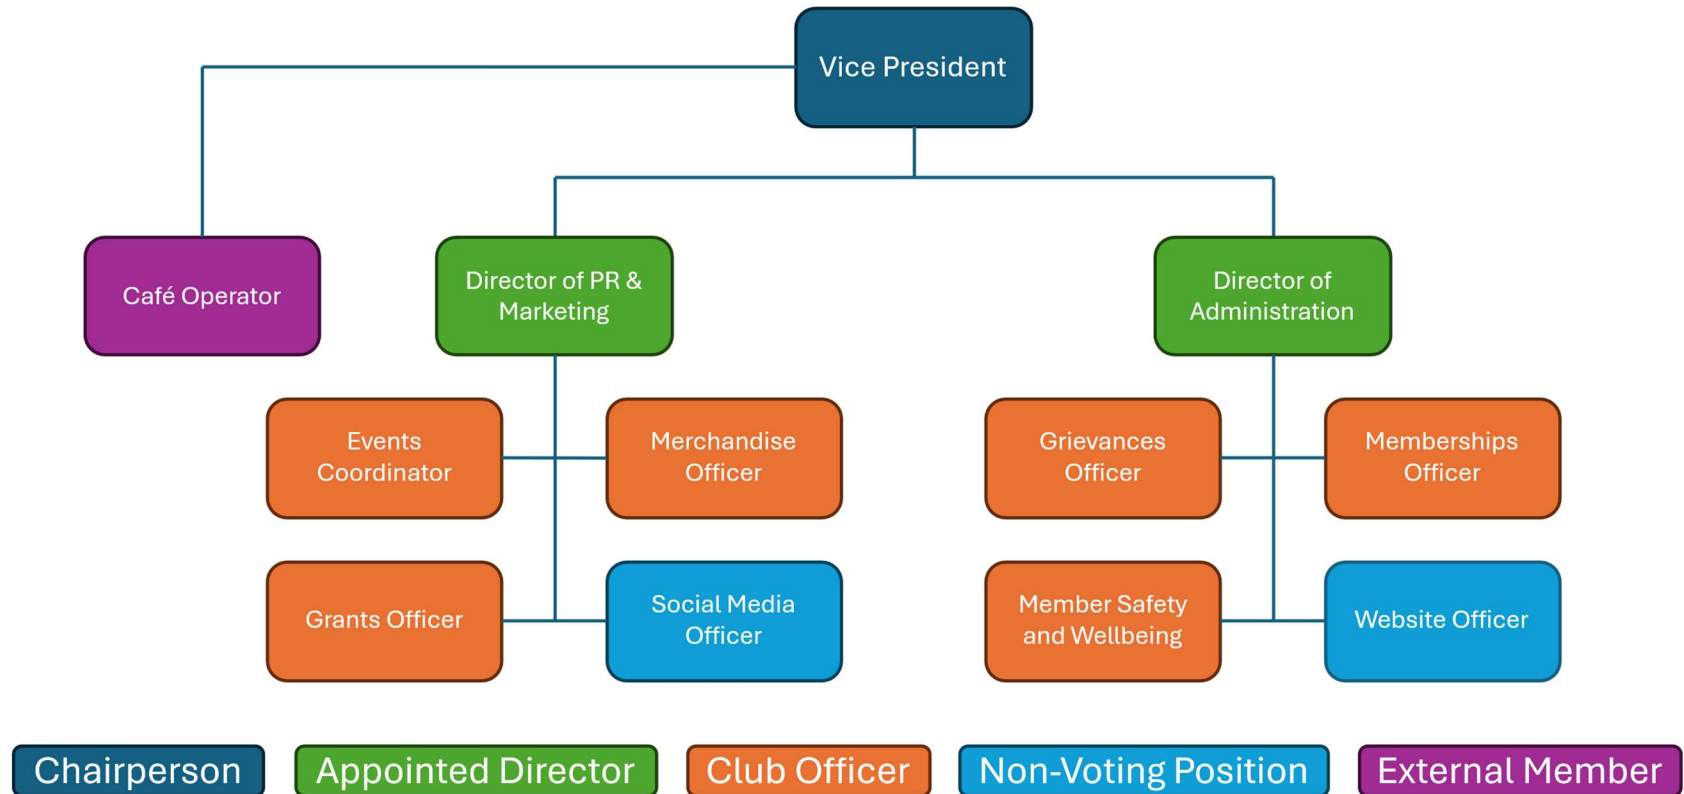 Vice President
Café Operator
Director of PR &
Marketing
Director of
Administration
Events
Coordinator
Merchandise
Officer
Grievances
Officer
Memberships
Officer
Grants Officer
Social Media
Officer
Member Safety
and Wellbeing
Website Officer
Chairperson
Appointed Director
Club Officer
Non-Voting Position
External Member